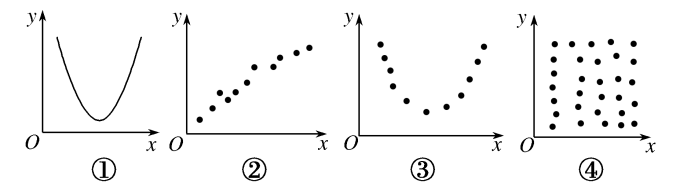 y y y y
O x O x O x O x
① ② ③ ④